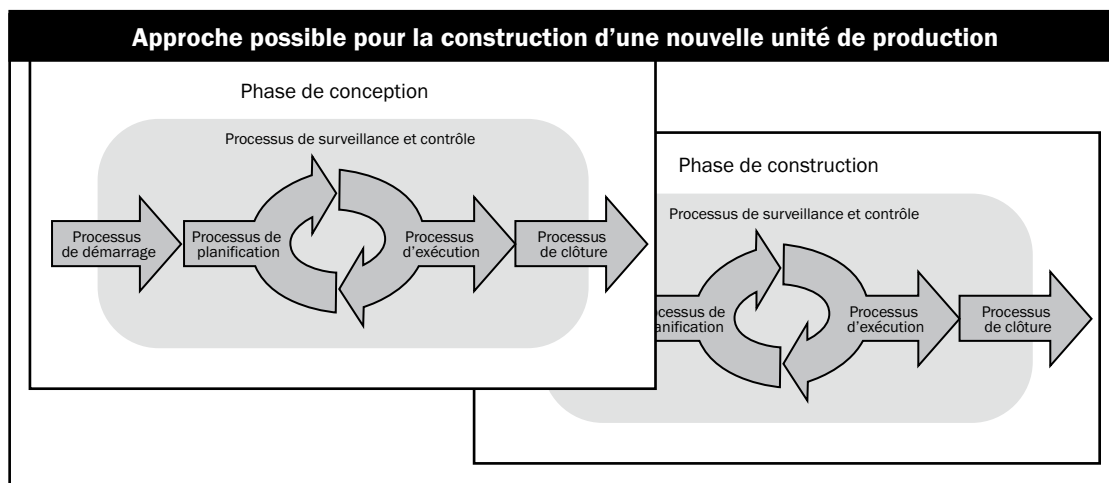 Approche possible pour la construction d’une nouvelle unité de production
Phase de conception
Processus de surveillance et contrôle
Processus
de démarrage
Processus de
planification
Processus
d'exécution
Processus
de clôture
Phase de construction
Processus de surveillance et contrôle
de
Processus
d'exécution
Processus
de clôture